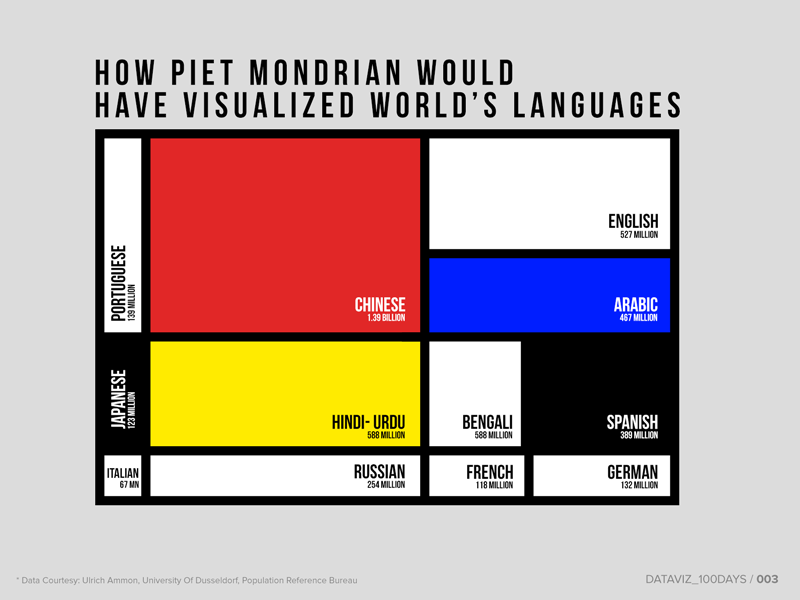 HOW PIET MONDRIAN WOULD
HAVE VISUALIZED WORLD'S LANGUAGES
PORTUGUESE
139 MILLION
CHINESE
1.39 BILLION
ENGLISH
527 MILLION
ARABIC
467 MILLION
JAPANESE
123 MILLION
HINDI- URDU
588 MILLION
BENGALI
588 MILLION
SPANISH
389 MILLION
ITALIAN
67 MN
RUSSIAN
254 MILLION
FRENCH
118 MILLION
GERMAN
132 MILLION
* Data Courtesy: Ulrich Ammon, University Of Dusseldorf, Population Reference Bureau
DATAVIZ_100DAYS / 003